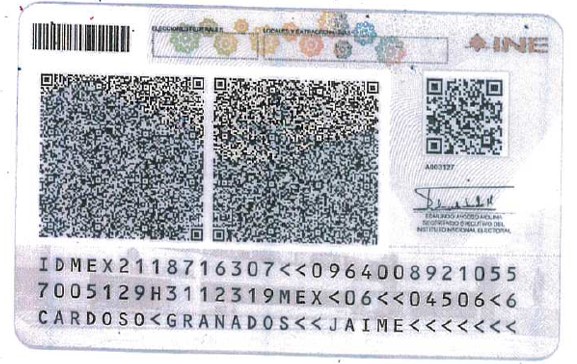 ELECCIONES FEDERALES
LOCALES Y EXTRAORDINARIAS
INE
EDMUNDO JACOBO MOLINA
SECRETARIO EJECUTIVO DEL
INSTITUTO NACIONAL ELECTORAL
IDMEX2118716307<<0964008921055
7005129H3112319MEX<06<<04506<6
CARDOSO<GRANADOS<<JAIME<<<<<<<